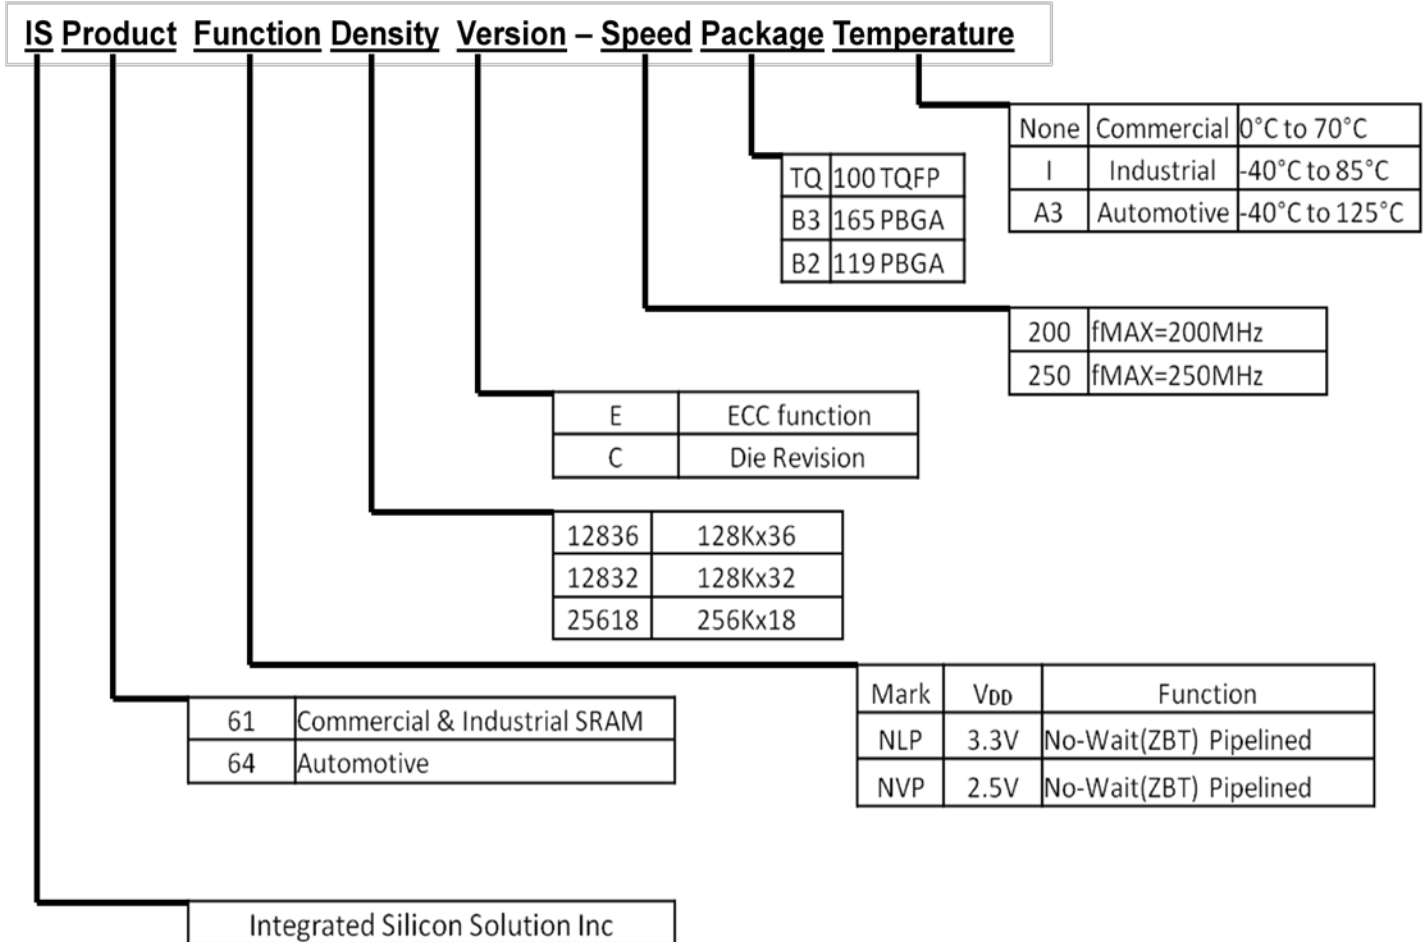 IS Product Function Density Version – Speed Package Temperature
None Commercial 0°C to 70°C
I Industrial -40°C to 85°C
A3 Automotive -40°C to 125°C
TQ 100 TQFP
B3 165 PBGA
B2 119 PBGA
200 fMAX=200MHz
250 fMAX=250MHz
E ECC function
C Die Revision
12836 128Kx36
12832 128Kx32
25618 256Kx18
Mark VDD Function
NLP 3.3V No-Wait(ZBT) Pipelined
NVP 2.5V No-Wait(ZBT) Pipelined
61 Commercial & Industrial SRAM
64 Automotive
Integrated Silicon Solution Inc